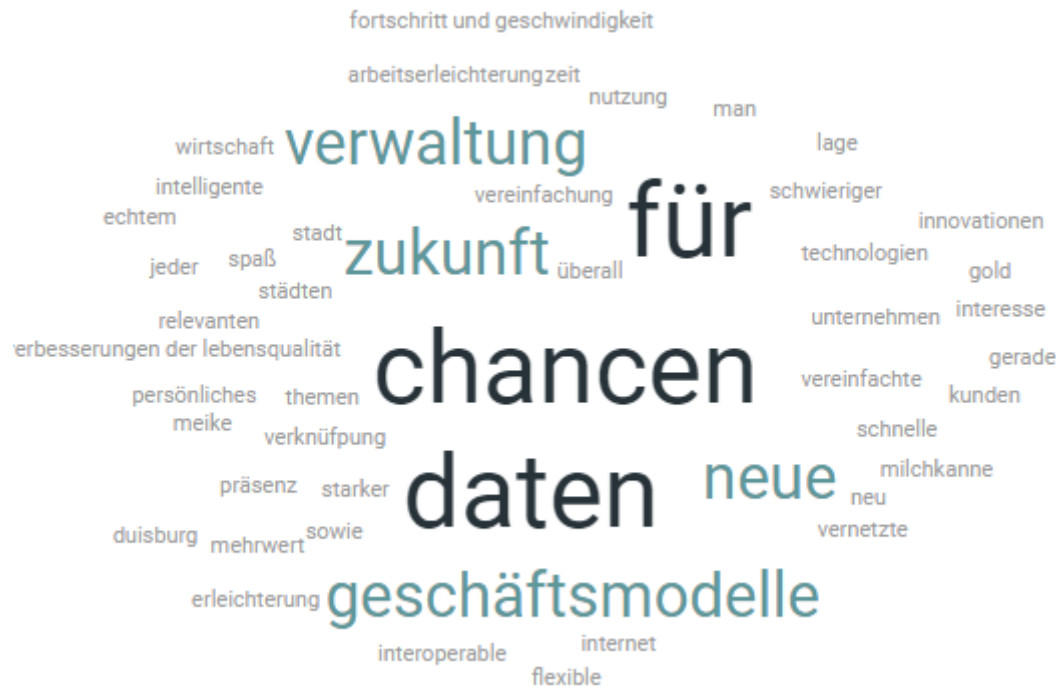 fortschritt und geschwindigkeit
arbeitserleichterung zeit
nutzung
man
wirtschaft
verwaltung
lage
intelligente
vereinfachung
für
schwieriger
echtem
innovationen
stadt
zukunft
technologien
jeder
spaß
überall
gold
städten
relevanten
unternehmen
interesse
erbesserungen der lebensqualität
chancen
gerade
persönliches
themen
vereinfachte
kunden
meike
verknüfpung
schnelle
präsenz
starker
daten
neue
milchkanne
neu
duisburg
mehrwert
sowie
vernetzte
erleichterung
geschäftsmodelle
interoperable
internet
flexible